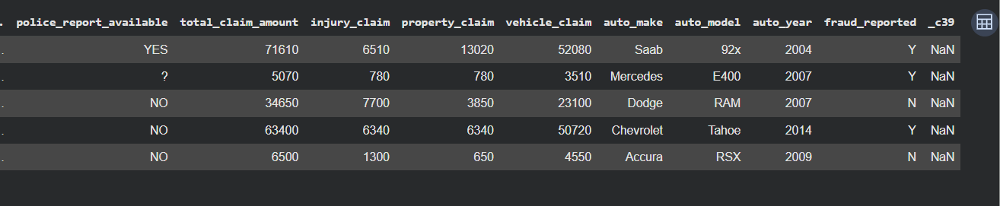 . police_report_available total_claim_amount injury_claim property_claim vehicle_claim auto_make auto_model auto_year fraud_reported _c39
. YES 71610 6510 13020 52080 Saab 92x 2004 Y NaN
. ? 5070 780 780 3510 Mercedes E400 2007 Y NaN
. NO 34650 7700 3850 23100 Dodge RAM 2007 N NaN
. NO 63400 6340 6340 50720 Chevrolet Tahoe 2014 Y NaN
. NO 6500 1300 650 4550 Accura RSX 2009 N NaN